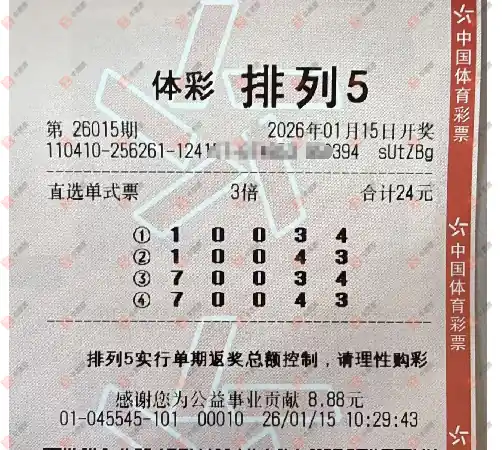 体彩 排列5
第 26015期 2026年01月15日开奖
110410-256261-124 0394 sUtZBg
直选单式票 3倍 合计24元
① 1 0 0 3 4
② 1 0 0 4 3
③ 7 0 0 3 4
④ 7 0 0 4 3
排列5实行单期返奖总额控制，请理性购彩
感谢您为公益事业贡献 8.88元
01-045545-101 00010 26/01/15 10:29:43
中国体育彩票
中国体育彩票